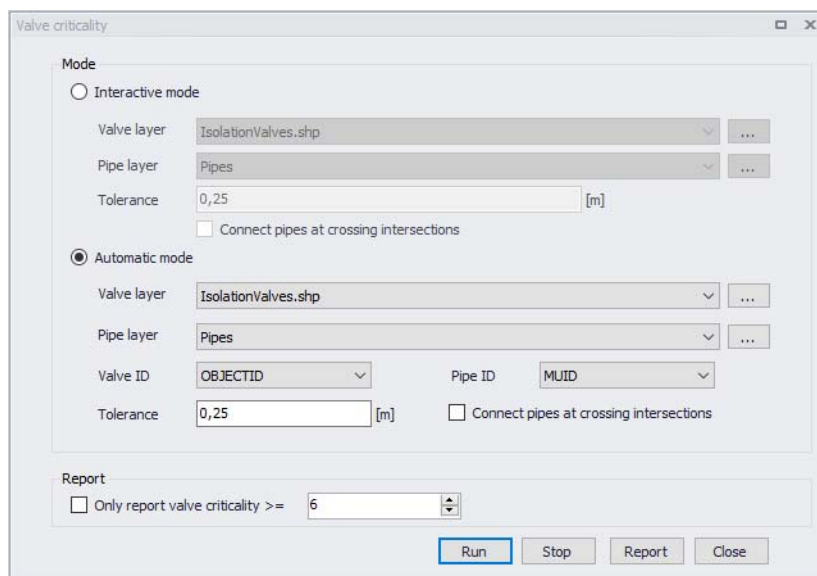 Valve criticality
Mode
Interactive mode
Valve layer IsolationValves.shp ...
Pipe layer Pipes ...
Tolerance 0,25 [m]
Connect pipes at crossing intersections
Automatic mode
Valve layer IsolationValves.shp ...
Pipe layer Pipes ...
Valve ID OBJECTID Pipe ID MUID
Tolerance 0,25 [m] Connect pipes at crossing intersections
Report
Only report valve criticality >= 6
Run Stop Report Close